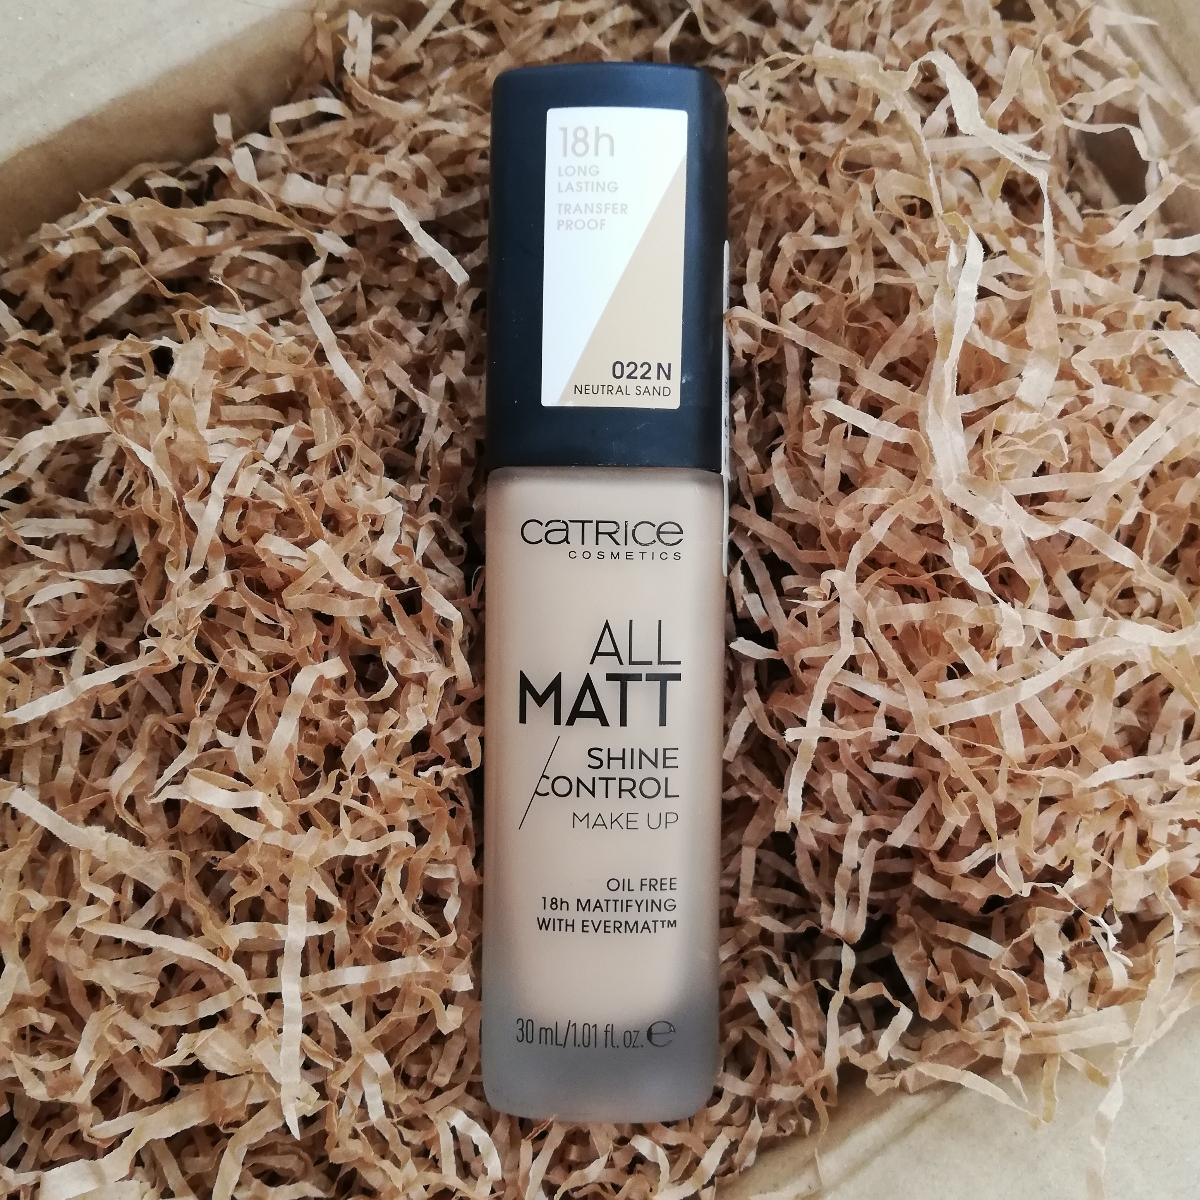 18h
LONG
LASTING
TRANSFER
PROOF
022 N
NEUTRAL SAND
CATRICE
COSMETICS
ALL
MATT
SHINE
CONTROL
MAKE UP
OIL FREE
18h MATTIFYING
WITH EVERMAT™
30 mL/1.01 fl. oz. ℮